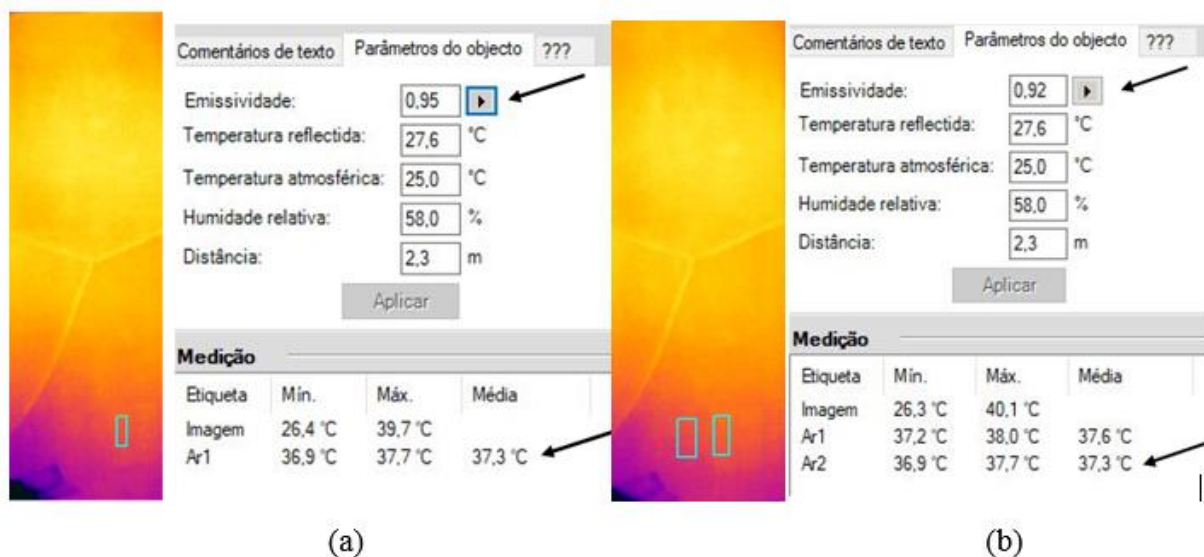 Comentários de texto Parâmetros do objecto ???
Emissividade: 0,95
Temperatura reflectida: 27,6 °C
Temperatura atmosférica: 25,0 °C
Humidade relativa: 58,0 %
Distância: 2,3 m
Aplicar
Medição
Etiqueta Mín. Máx. Média
Imagem 26,4 °C 39,7 °C
Ar1 36,9 °C 37,7 °C 37,3 °C
(a)
Comentários de texto Parâmetros do objecto ???
Emissividade: 0,92
Temperatura reflectida: 27,6 °C
Temperatura atmosférica: 25,0 °C
Humidade relativa: 58,0 %
Distância: 2,3 m
Aplicar
Medição
Etiqueta Mín. Máx. Média
Imagem 26,3 °C 40,1 °C
Ar1 37,2 °C 38,0 °C 37,6 °C
Ar2 36,9 °C 37,7 °C 37,3 °C
(b)